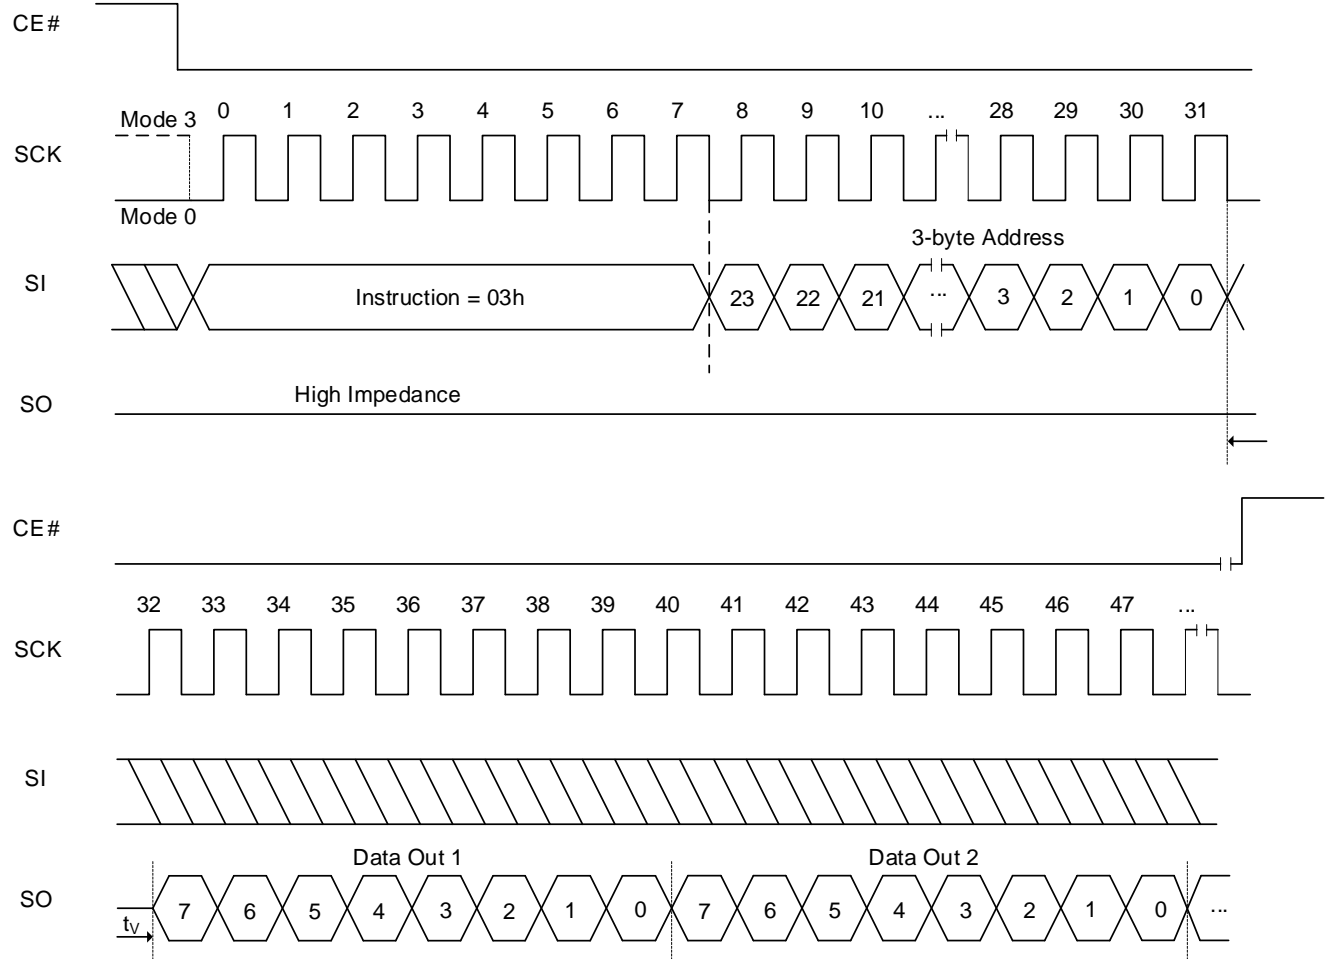 CE#
0 1 2 3 4 5 6 7 8 9 10 ... 28 29 30 31
Mode 3
SCK
Mode 0
3-byte Address
SI
Instruction = 03h 23 22 21 ... 3 2 1 0
High Impedance
SO
CE#
32 33 34 35 36 37 38 39 40 41 42 43 44 45 46 47 ...
SCK
SI
Data Out 1 Data Out 2
SO
7 6 5 4 3 2 1 0 7 6 5 4 3 2 1 0 ...
tV